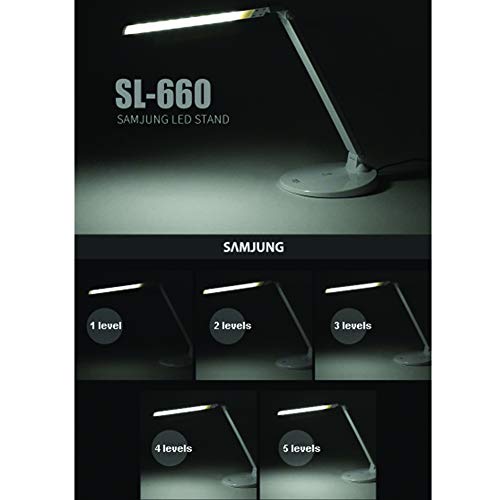 SL-660
SAMJUNG LED STAND
SAMJUNG
1 level
2 levels
3 levels
4 levels
5 levels